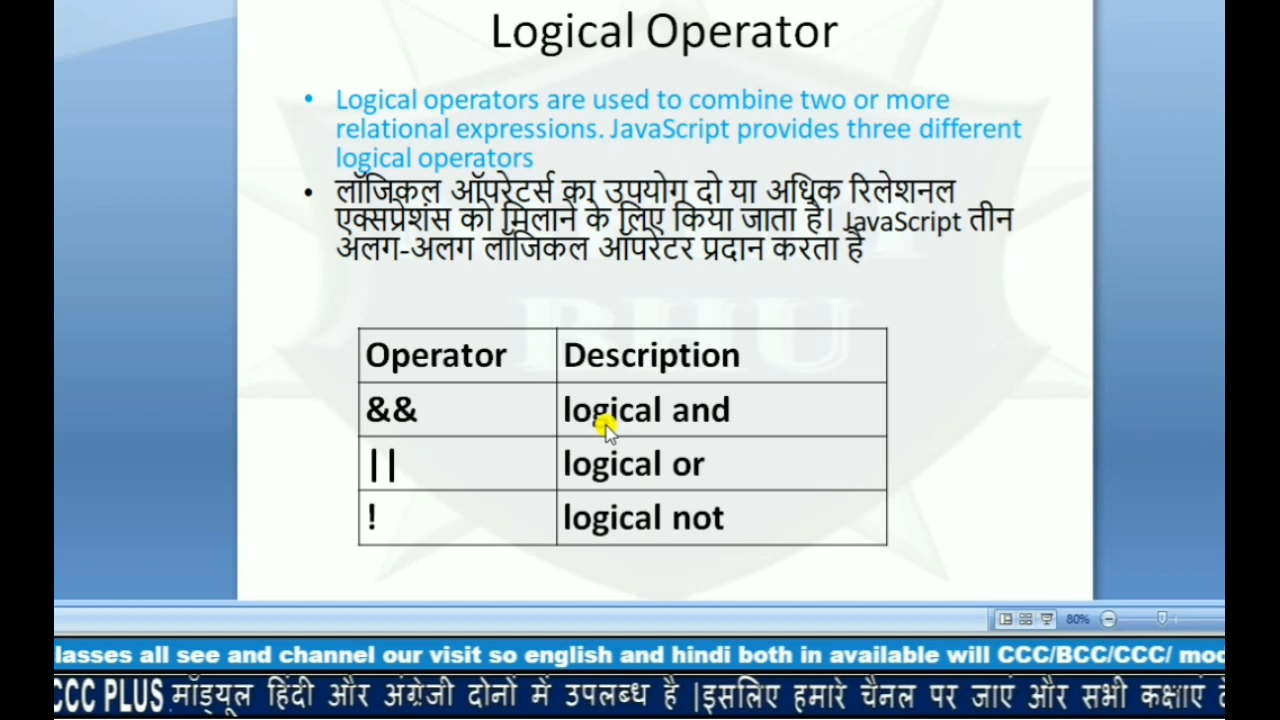 Logical Operator
• Logical operators are used to combine two or more
relational expressions. JavaScript provides three different
logical operators
• लॉजिकल ऑपरेटर्स का उपयोग दो या अधिक रिलेशनल
एक्सप्रेशंस को मिलाने के लिए किया जाता है। JavaScript तीन
अलग-अलग लॉजिकल ऑपरेटर प्रदान करता है
Operator Description
&& logical and
|| logical or
! logical not
80%
lasses all see and channel our visit so english and hindi both in available will CCC/BCC/CCC/ mod
CCC PLUS मॉड्यूल हिंदी और अंग्रेजी दोनों में उपलब्ध है |इसलिए हमारे चैनल पर जाएं और सभी कक्षाएं